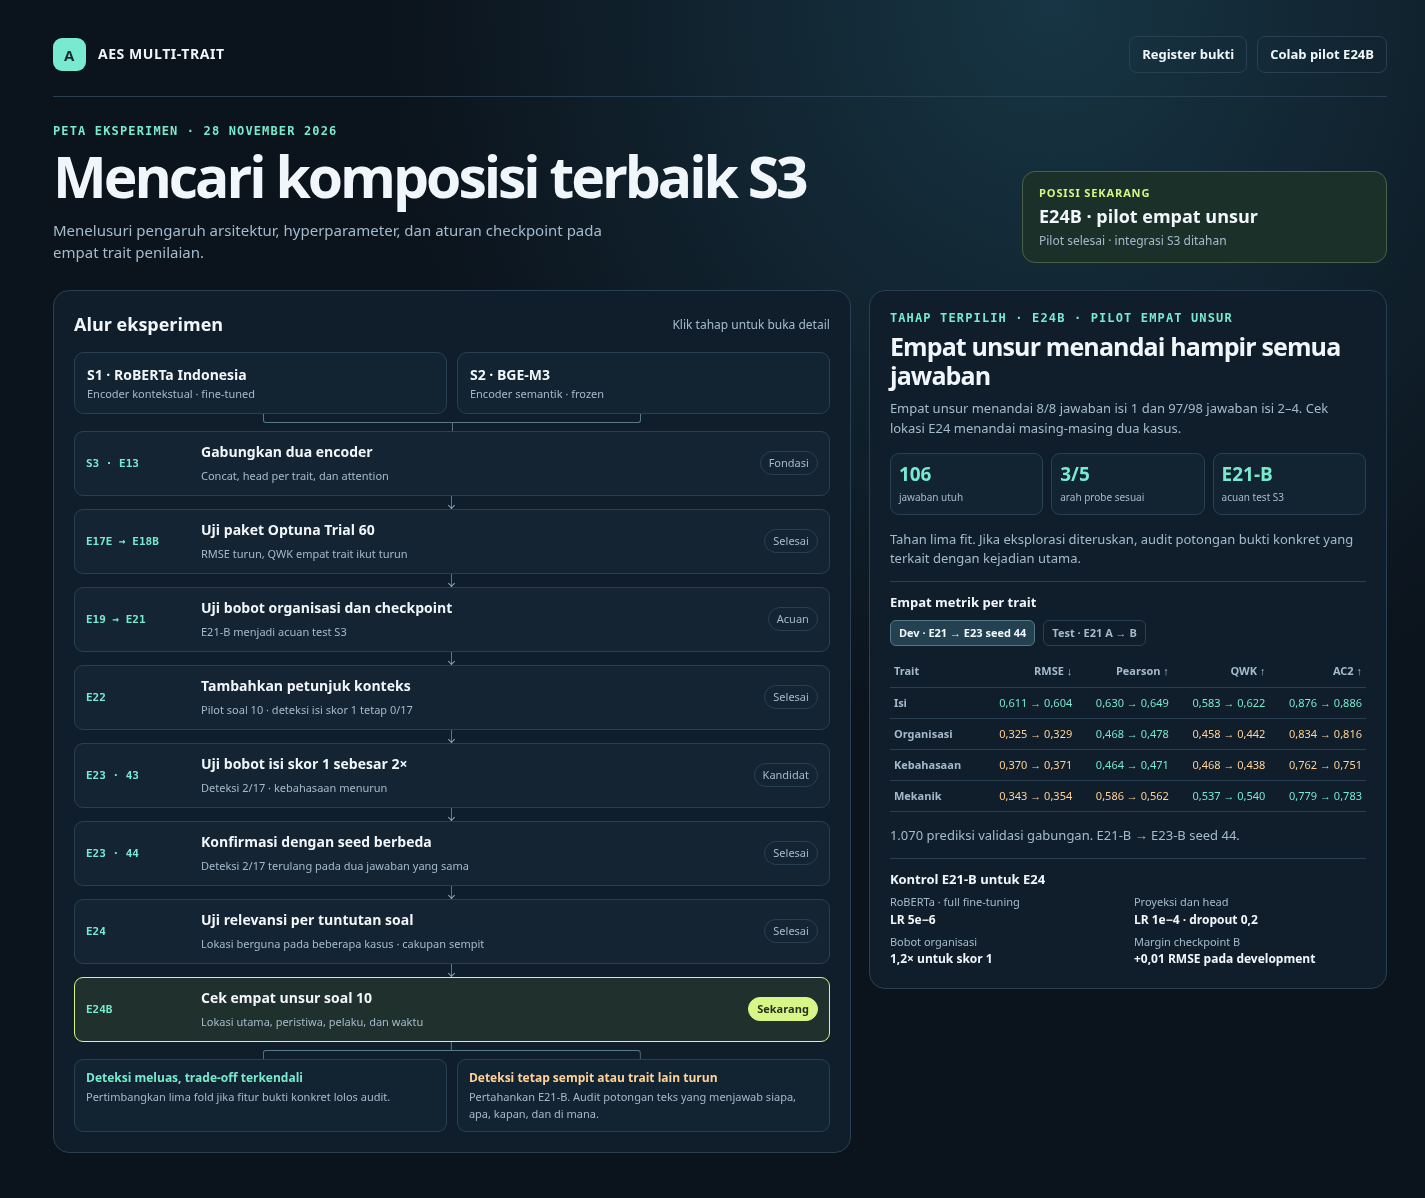 A
AES MULTI-TRAIT
Register bukti
Colab pilot E24B
PETA EKSPERIMEN · 28 NOVEMBER 2026
Mencari komposisi terbaik S3
Menelusuri pengaruh arsitektur, hyperparameter, dan aturan checkpoint pada
empat trait penilaian.
POSISI SEKARANG
E24B · pilot empat unsur
Pilot selesai · integrasi S3 ditahan
Alur eksperimen
Klik tahap untuk buka detail
S1 · RoBERTa Indonesia
Encoder kontekstual · fine-tuned
S2 · BGE-M3
Encoder semantik · frozen
S3 · E13
Gabungkan dua encoder
Concat, head per trait, dan attention
Fondasi
E17E → E18B
Uji paket Optuna Trial 60
RMSE turun, QWK empat trait ikut turun
Selesai
E19 → E21
Uji bobot organisasi dan checkpoint
E21-B menjadi acuan test S3
Acuan
E22
Tambahkan petunjuk konteks
Pilot soal 10 · deteksi isi skor 1 tetap 0/17
Selesai
E23 · 43
Uji bobot isi skor 1 sebesar 2×
Deteksi 2/17 · kebahasaan menurun
Kandidat
E23 · 44
Konfirmasi dengan seed berbeda
Deteksi 2/17 terulang pada dua jawaban yang sama
Selesai
E24
Uji relevansi per tuntutan soal
Lokasi berguna pada beberapa kasus · cakupan sempit
Selesai
E24B
Cek empat unsur soal 10
Lokasi utama, peristiwa, pelaku, dan waktu
Sekarang
Deteksi meluas, trade-off terkendali
Pertimbangkan lima fold jika fitur bukti konkret lolos audit.
Deteksi tetap sempit atau trait lain turun
Pertahankan E21-B. Audit potongan teks yang menjawab siapa,
apa, kapan, dan di mana.
TAHAP TERPILIH · E24B · PILOT EMPAT UNSUR
Empat unsur menandai hampir semua
jawaban
Empat unsur menandai 8/8 jawaban isi 1 dan 97/98 jawaban isi 2–4. Cek
lokasi E24 menandai masing-masing dua kasus.
106
jawaban utuh
3/5
arah probe sesuai
E21-B
acuan test S3
Tahan lima fit. Jika eksplorasi diteruskan, audit potongan bukti konkret yang
terkait dengan kejadian utama.
Empat metrik per trait
Dev · E21 → E23 seed 44
Test · E21 A → B
Trait RMSE ↓ Pearson ↑ QWK ↑ AC2 ↑
Isi 0,611 → 0,604 0,630 → 0,649 0,583 → 0,622 0,876 → 0,886
Organisasi 0,325 → 0,329 0,468 → 0,478 0,458 → 0,442 0,834 → 0,816
Kebahasaan 0,370 → 0,371 0,464 → 0,471 0,468 → 0,438 0,762 → 0,751
Mekanik 0,343 → 0,354 0,586 → 0,562 0,537 → 0,540 0,779 → 0,783
1.070 prediksi validasi gabungan. E21-B → E23-B seed 44.
Kontrol E21-B untuk E24
RoBERTa · full fine-tuning
LR 5e−6
Proyeksi dan head
LR 1e−4 · dropout 0,2
Bobot organisasi
1,2× untuk skor 1
Margin checkpoint B
+0,01 RMSE pada development